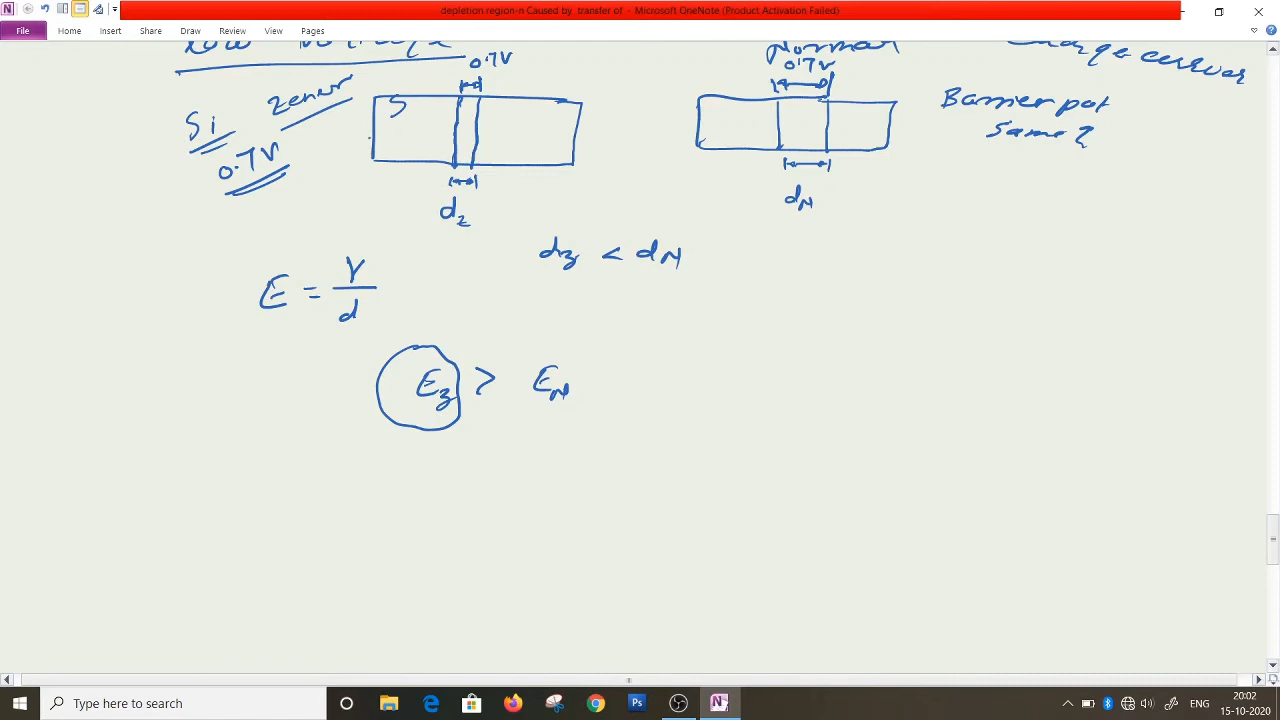 depletion region-n Caused by transfer of - Microsoft OneNote (Product Activation Failed)
File Home Insert Share Draw Review View Pages
Normal
0.7V
0.7V
Si
zener
0.7V
S
Barrier pot
same ?
dz
dN
dz < dN
E = V/d
Ez > EN
Type here to search
ENG
20:02
15-10-2020